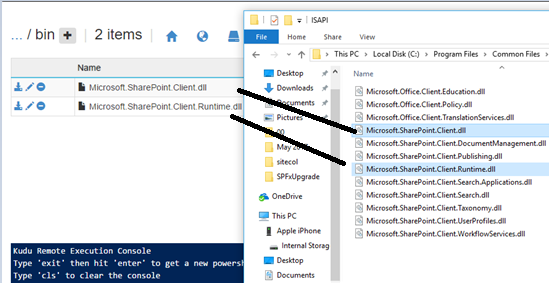 ... / bin + | 2 items
Name
Microsoft.SharePoint.Client.dll
Microsoft.SharePoint.Client.Runtime.dll
Kudu Remote Execution Console
Type 'exit' then hit 'enter' to get a new powersh
Type 'cls' to clear the console
ISAPI
File Home Share View
This PC > Local Disk (C:) > Program Files > Common Files
Desktop
Downloads
Documents
Pictures
00
May
sitecol
SPFxUpgrade
OneDrive
This PC
Apple iPhone
Internal Storag
Desktop
Documents
Name
Microsoft.Office.Client.Education.dll
Microsoft.Office.Client.Policy.dll
Microsoft.Office.Client.TranslationServices.dll
Microsoft.SharePoint.Client.dll
Microsoft.SharePoint.Client.DocumentManagement.dll
Microsoft.SharePoint.Client.Publishing.dll
Microsoft.SharePoint.Client.Runtime.dll
Microsoft.SharePoint.Client.Search.Applications.dll
Microsoft.SharePoint.Client.Search.dll
Microsoft.SharePoint.Client.Taxonomy.dll
Microsoft.SharePoint.Client.UserProfiles.dll
Microsoft.SharePoint.Client.WorkflowServices.dll